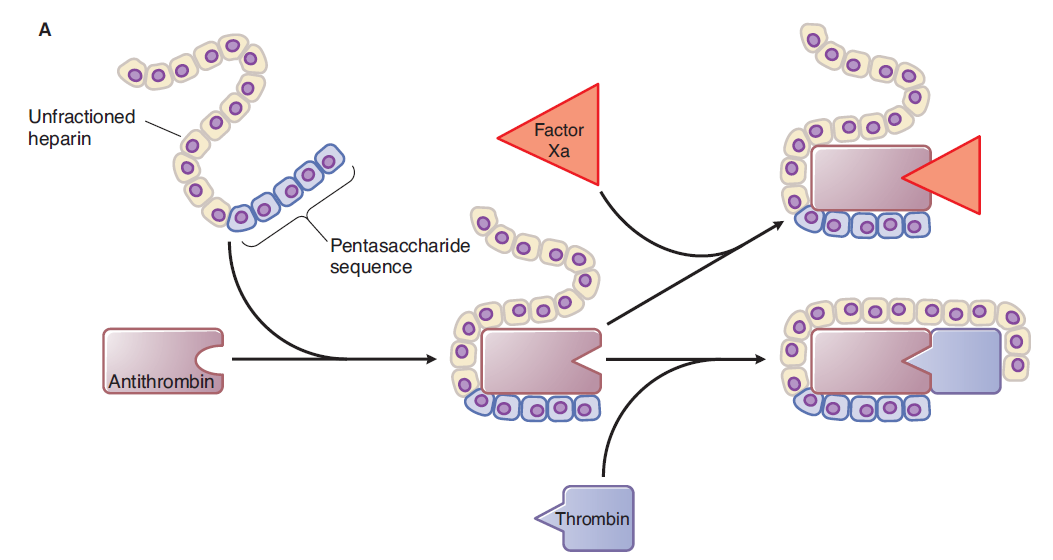 A
Unfractioned
heparin
Factor
Xa
Pentasaccharide
sequence
Antithrombin
Thrombin